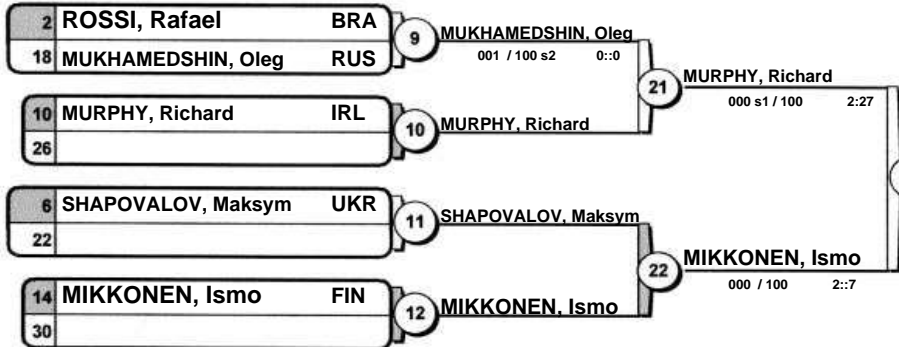 2 ROSSI, Rafael BRA
18 MUKHAMEDSHIN, Oleg RUS
9
MUKHAMEDSHIN, Oleg
001 / 100 s2 0::0
10 MURPHY, Richard IRL
26
10
MURPHY, Richard
21
MURPHY, Richard
000 s1 / 100 2:27
6 SHAPOVALOV, Maksym UKR
22
11
SHAPOVALOV, Maksym
14 MIKKONEN, Ismo FIN
30
12
MIKKONEN, Ismo
22
MIKKONEN, Ismo
000 / 100 2::7